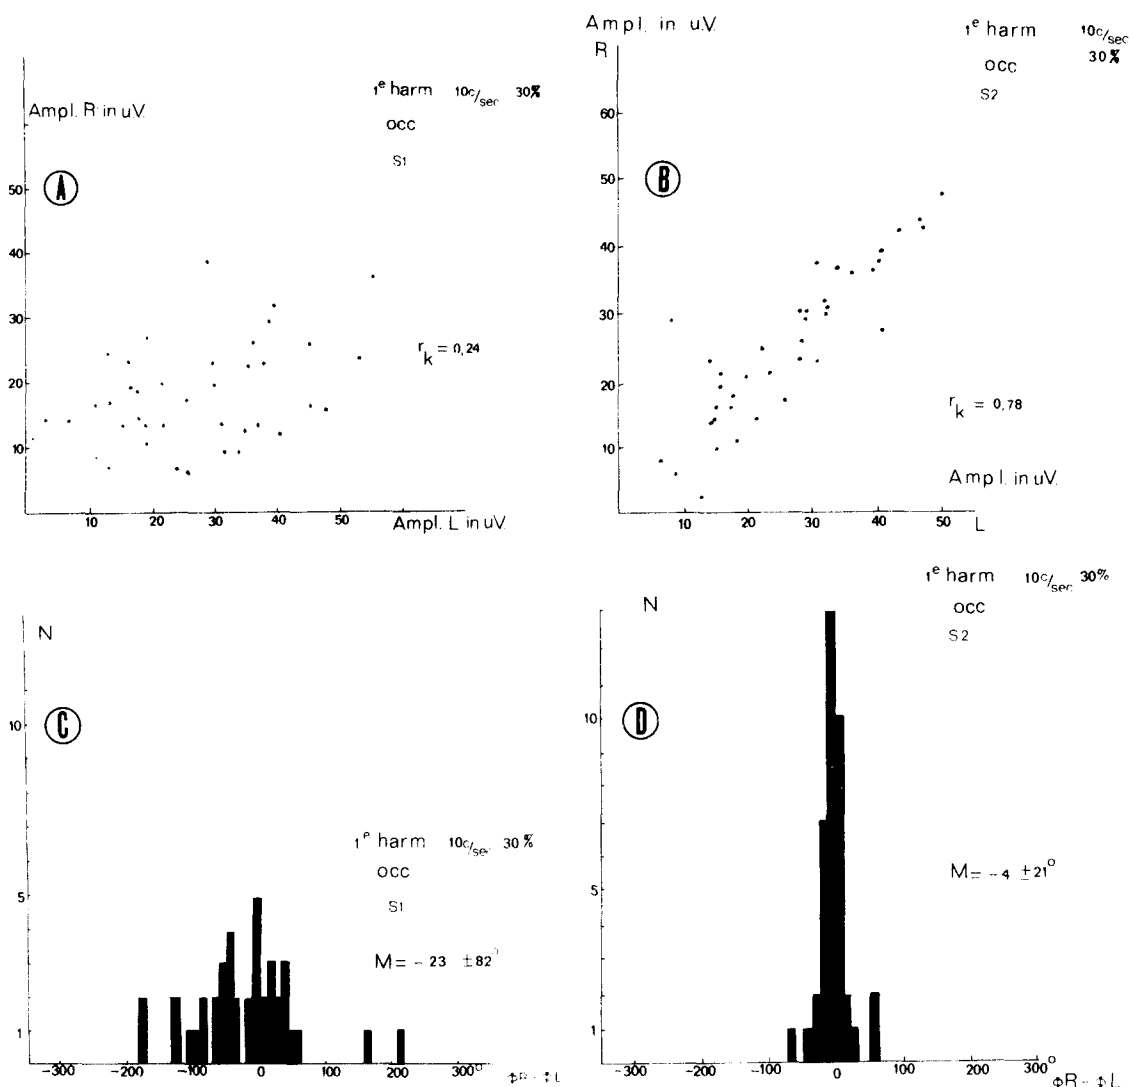 Ampl. R in uV.
1e harm 10c/sec 30%
OCC
S1
A
50
40
30
20
10
rk = 0,24
10 20 30 40 50
Ampl. L in uV.
Ampl. in uV.
R
1e harm 10c/sec
30%
OCC
S2
60
B
50
40
30
20
10
rk = 0,78
Ampl. in uV.
10 20 30 40 50 L
N
C
10
1e harm 10c/sec 30%
OCC
S1
5
M = -23 ±82°
1
-300 -200 -100 0 100 200 300°
ΦR - ΦL
1e harm 10c/sec 30%
N
OCC
S2
D
10
M = -4 ±21°
5
1
-300 -200 -100 0 100 200 300 °
ΦR - ΦL